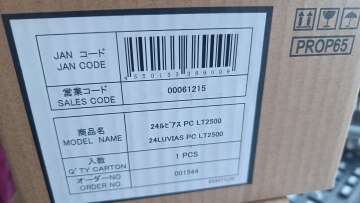 JAN コード
JAN CODE
営業コード
SALES CODE
00061215
商品名
MODEL NAME
24ルビアス PC LT2500
24LUVIAS PC LT2500
入数
Q'TY CARTON
1 PCS
オーダーNO
ORDER NO
001544
PROP65